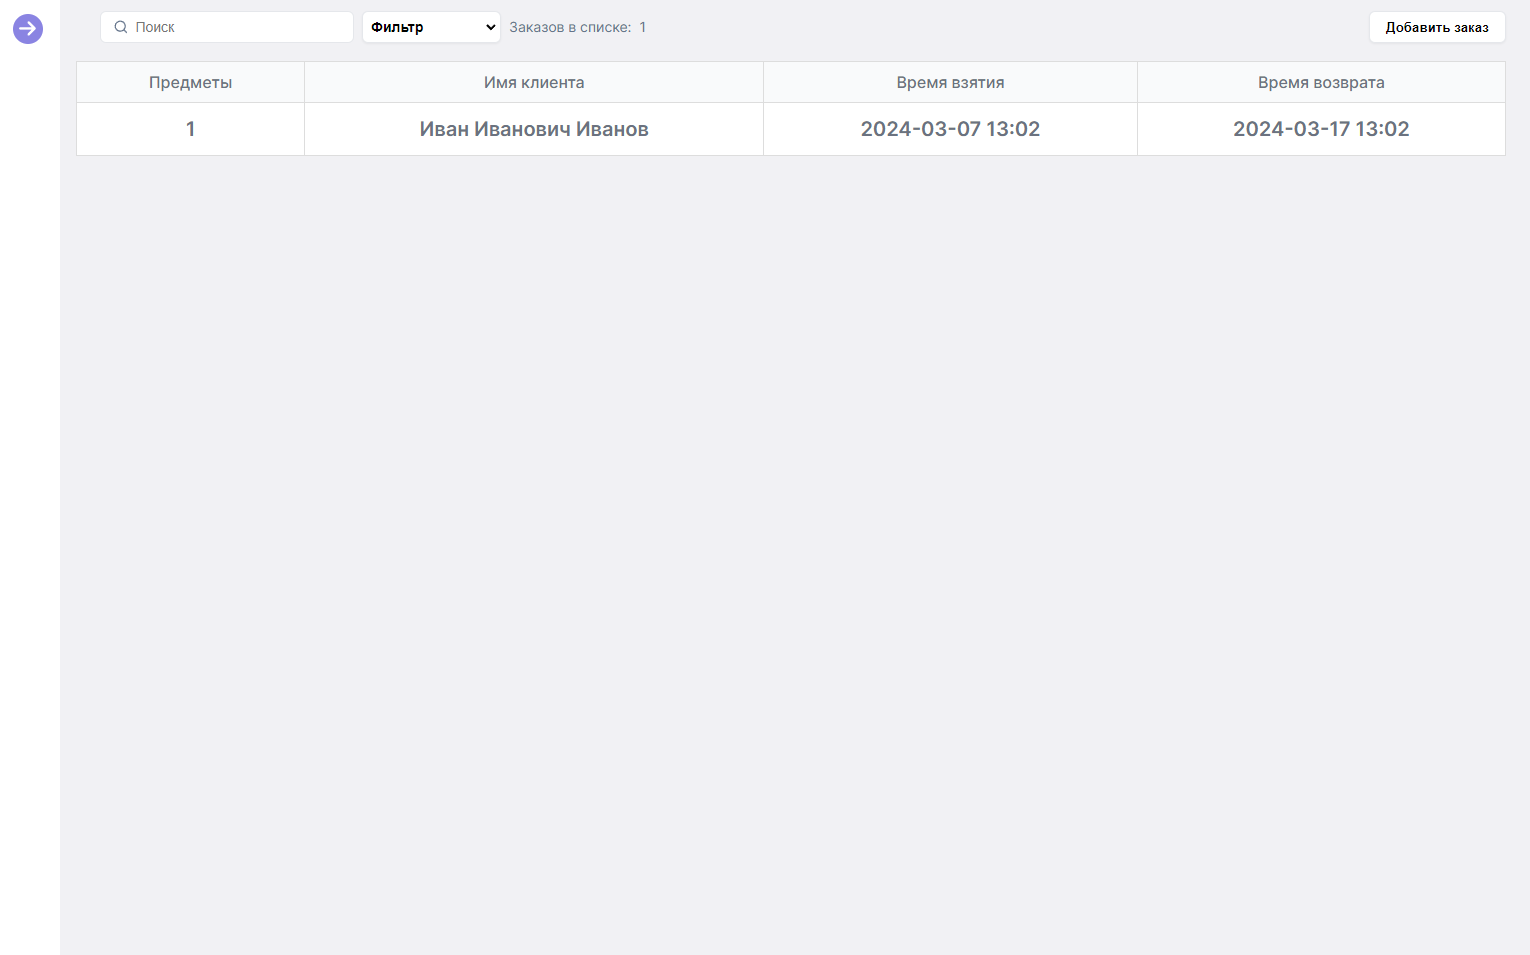 Поиск Фильтр Заказов в списке: 1 Добавить заказ
Предметы Имя клиента Время взятия Время возврата
1 Иван Иванович Иванов 2024-03-07 13:02 2024-03-17 13:02